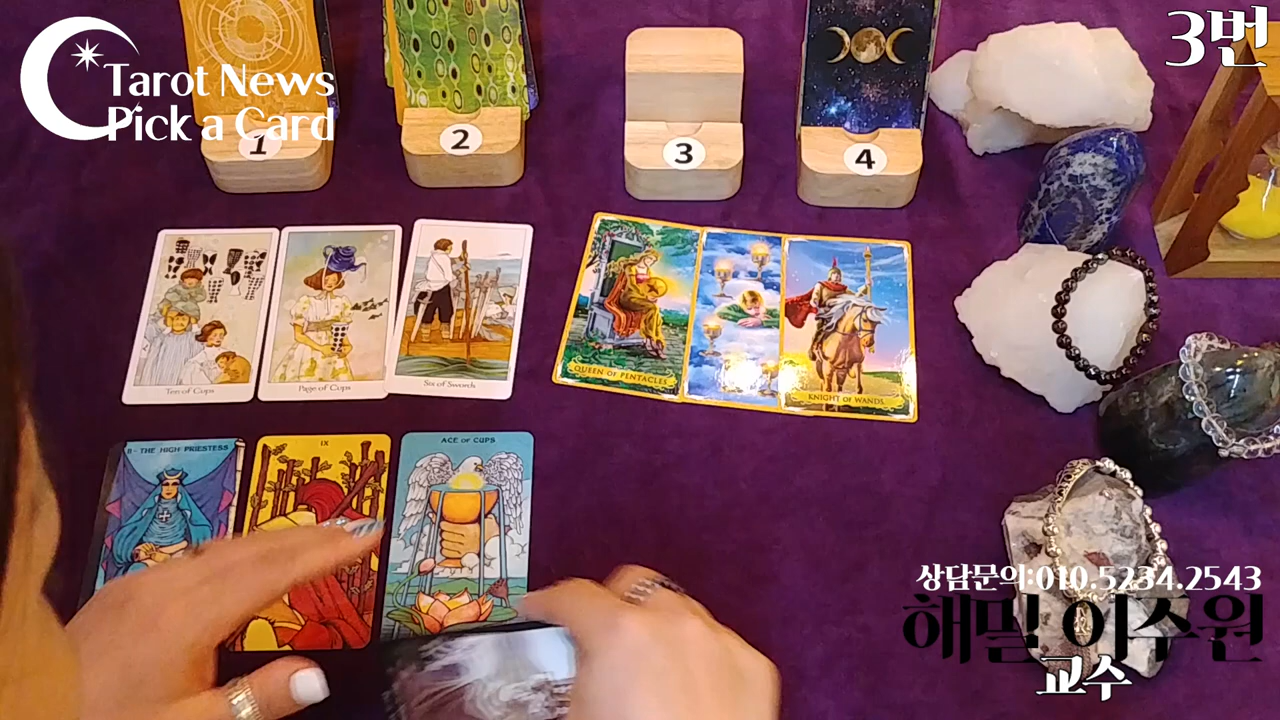 Tarot News
Pick a Card
3번
1
2
3
4
Ten of Cups
Page of Cups
Six of Swords
QUEEN OF PENTACLES
KNIGHT OF WANDS
II - THE HIGH PRIESTESS
IX
ACE OF CUPS
상담문의:010.5234.2543
해밀 이수원
교수